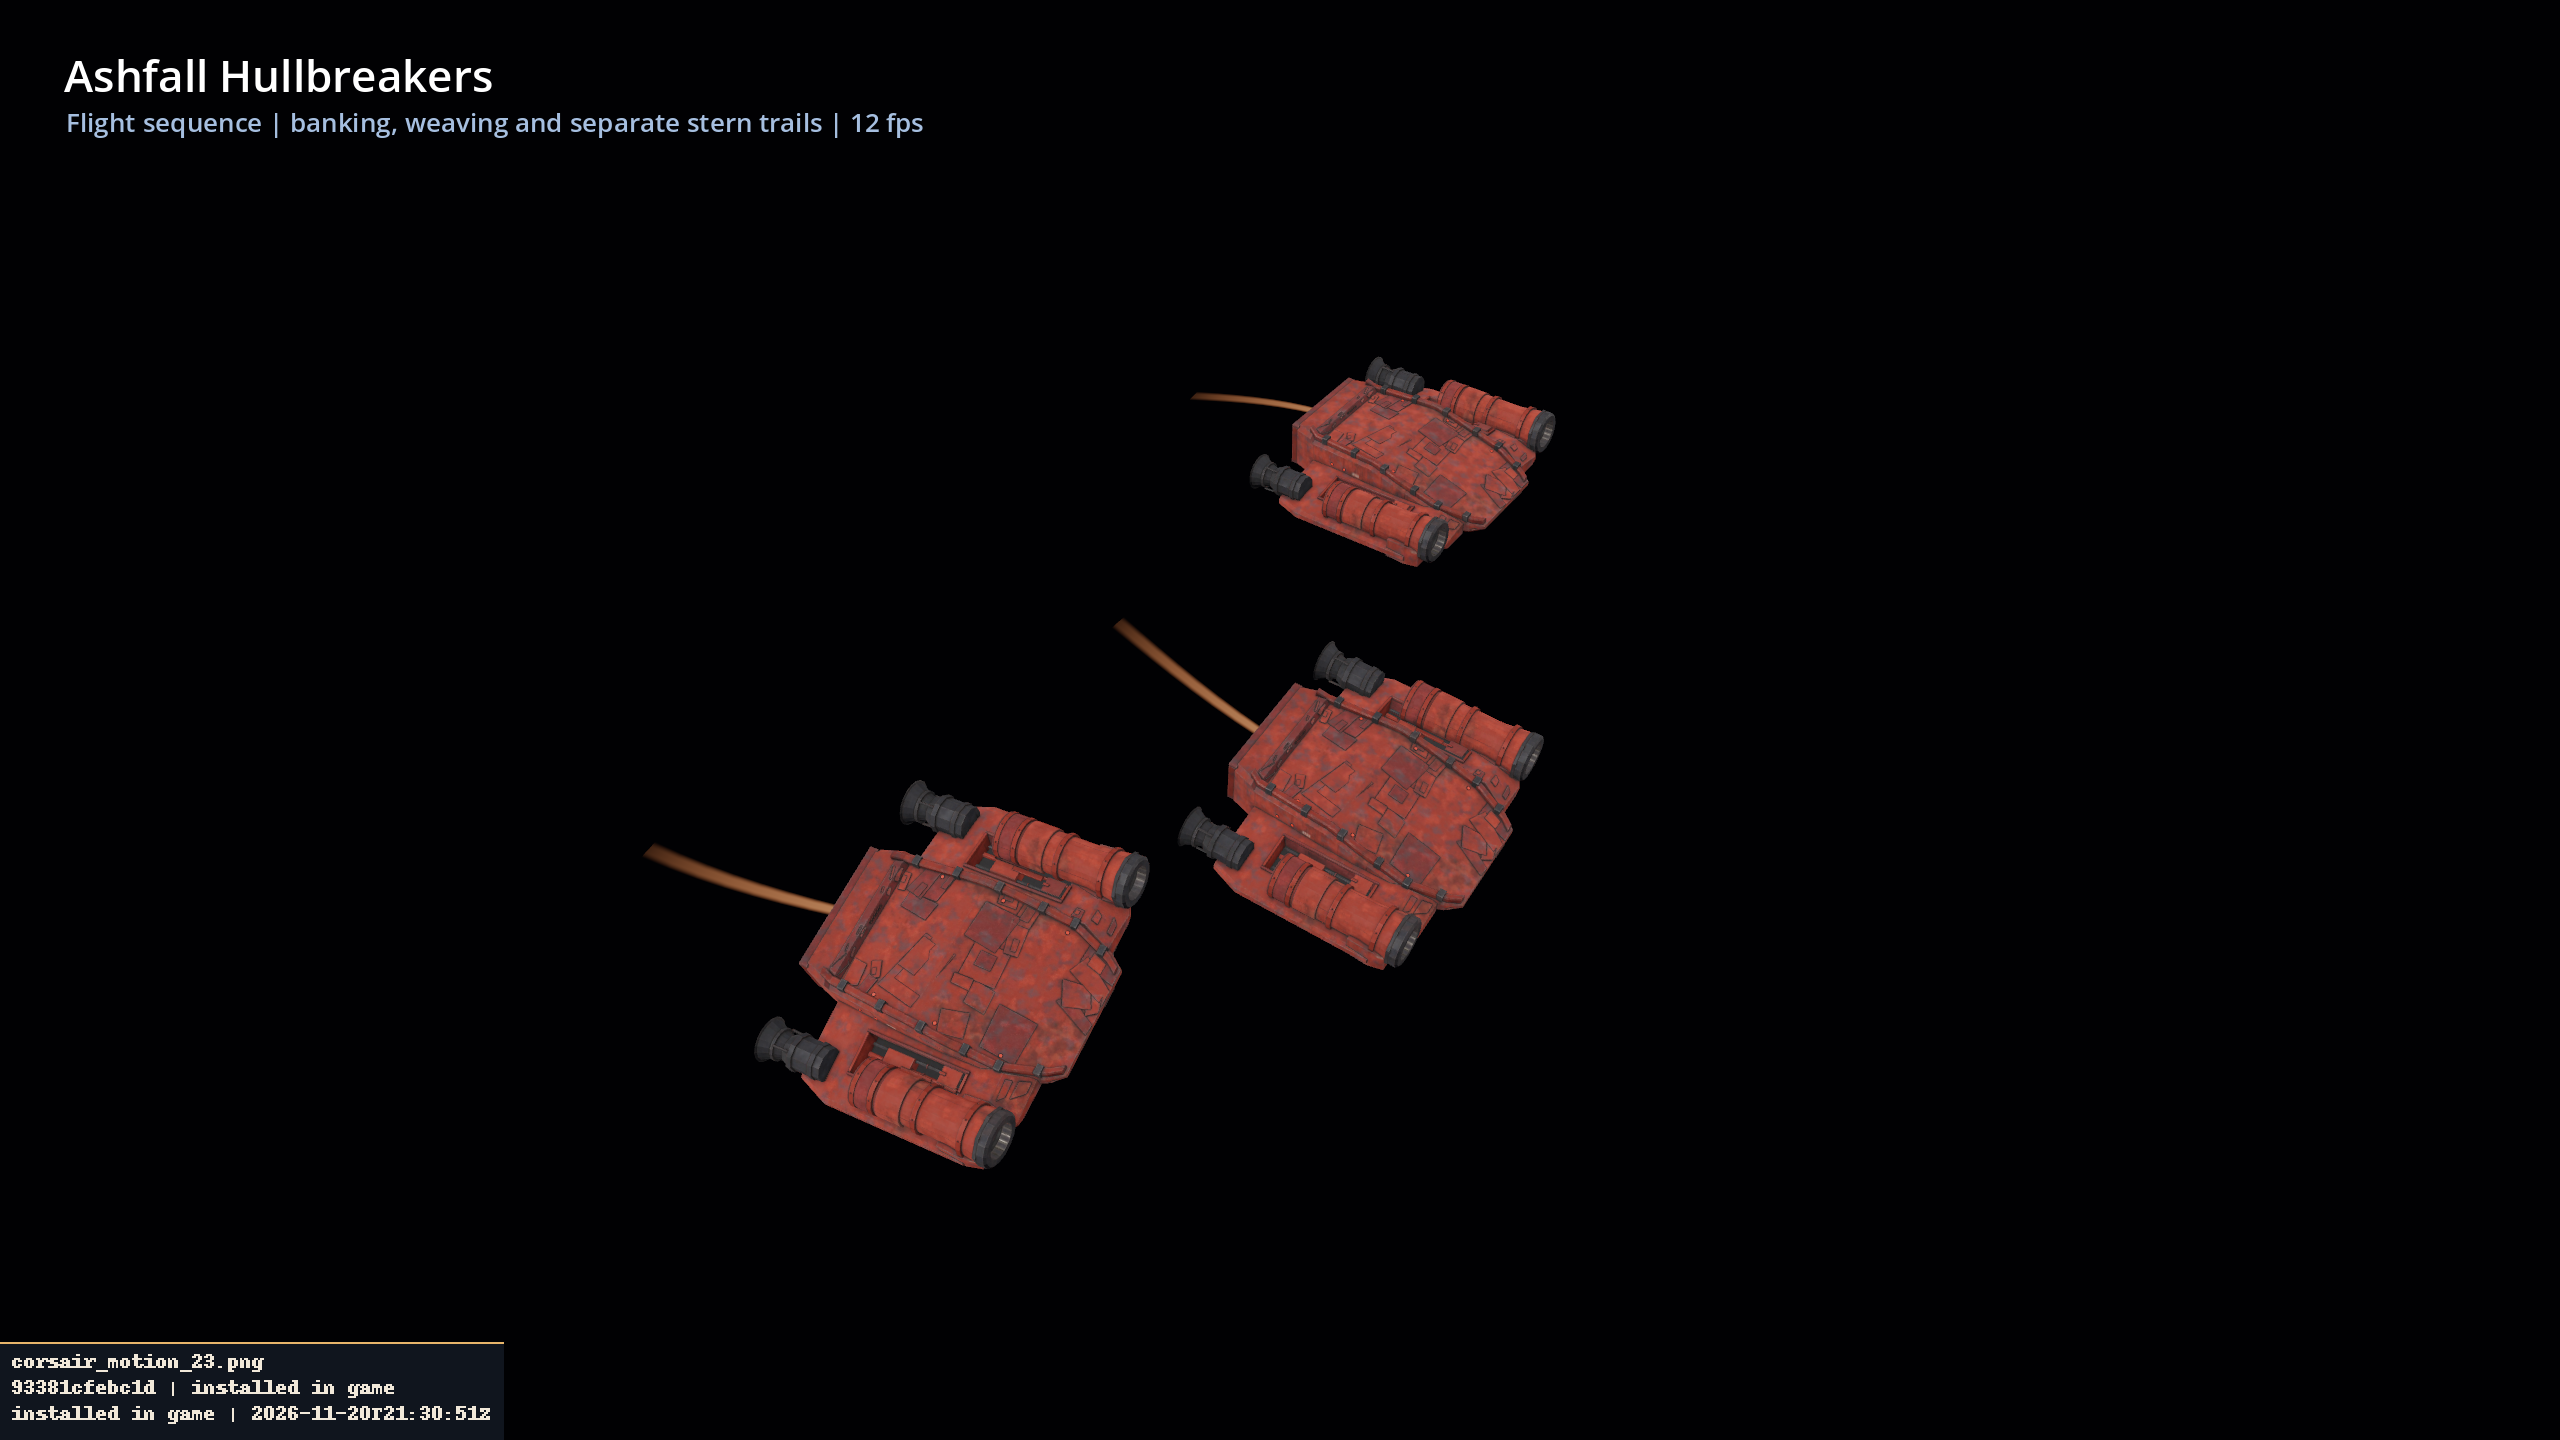 Ashfall Hullbreakers
Flight sequence | banking, weaving and separate stern trails | 12 fps
corsair_motion_23.png
93381cfebc1d | installed in game
installed in game | 2026-11-20T21:30:51Z